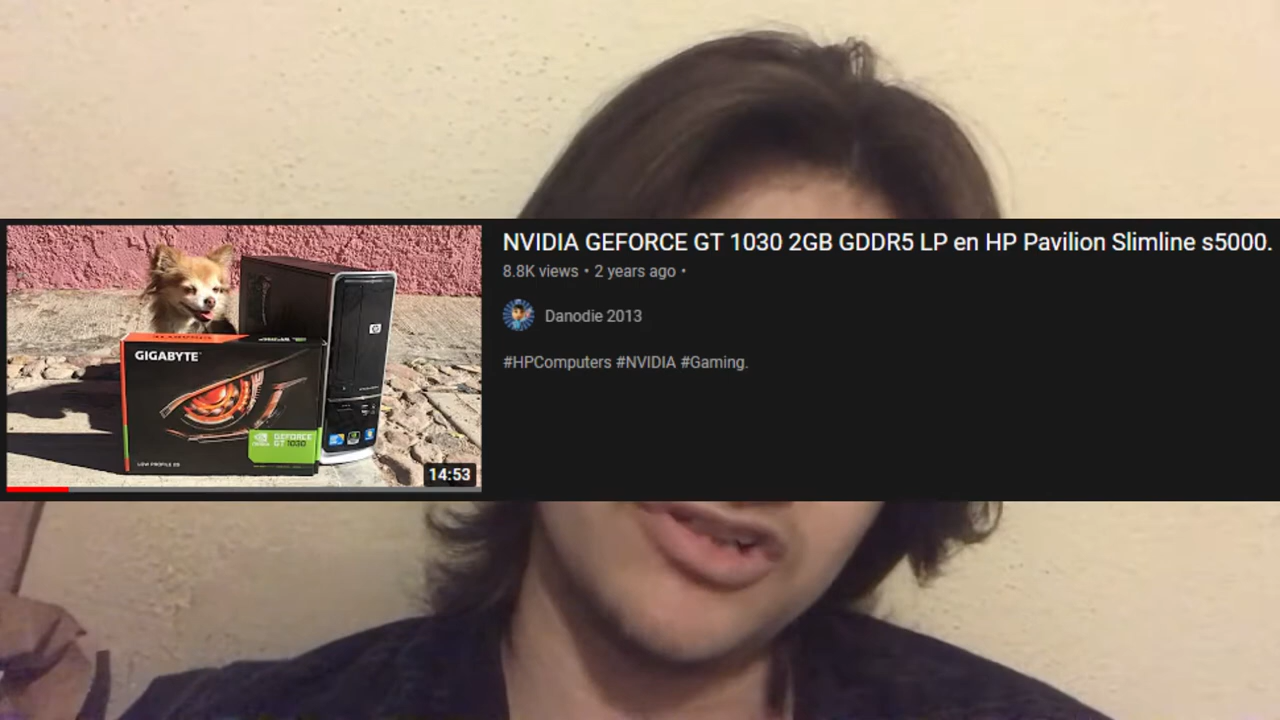 NVIDIA GEFORCE GT 1030 2GB GDDR5 LP en HP Pavilion Slimline s5000.
8.8K views • 2 years ago •
Danodie 2013
#HPComputers #NVIDIA #Gaming.
GIGABYTE
GEFORCE
GT 1030
LOW PROFILE 2G
hp
14:53